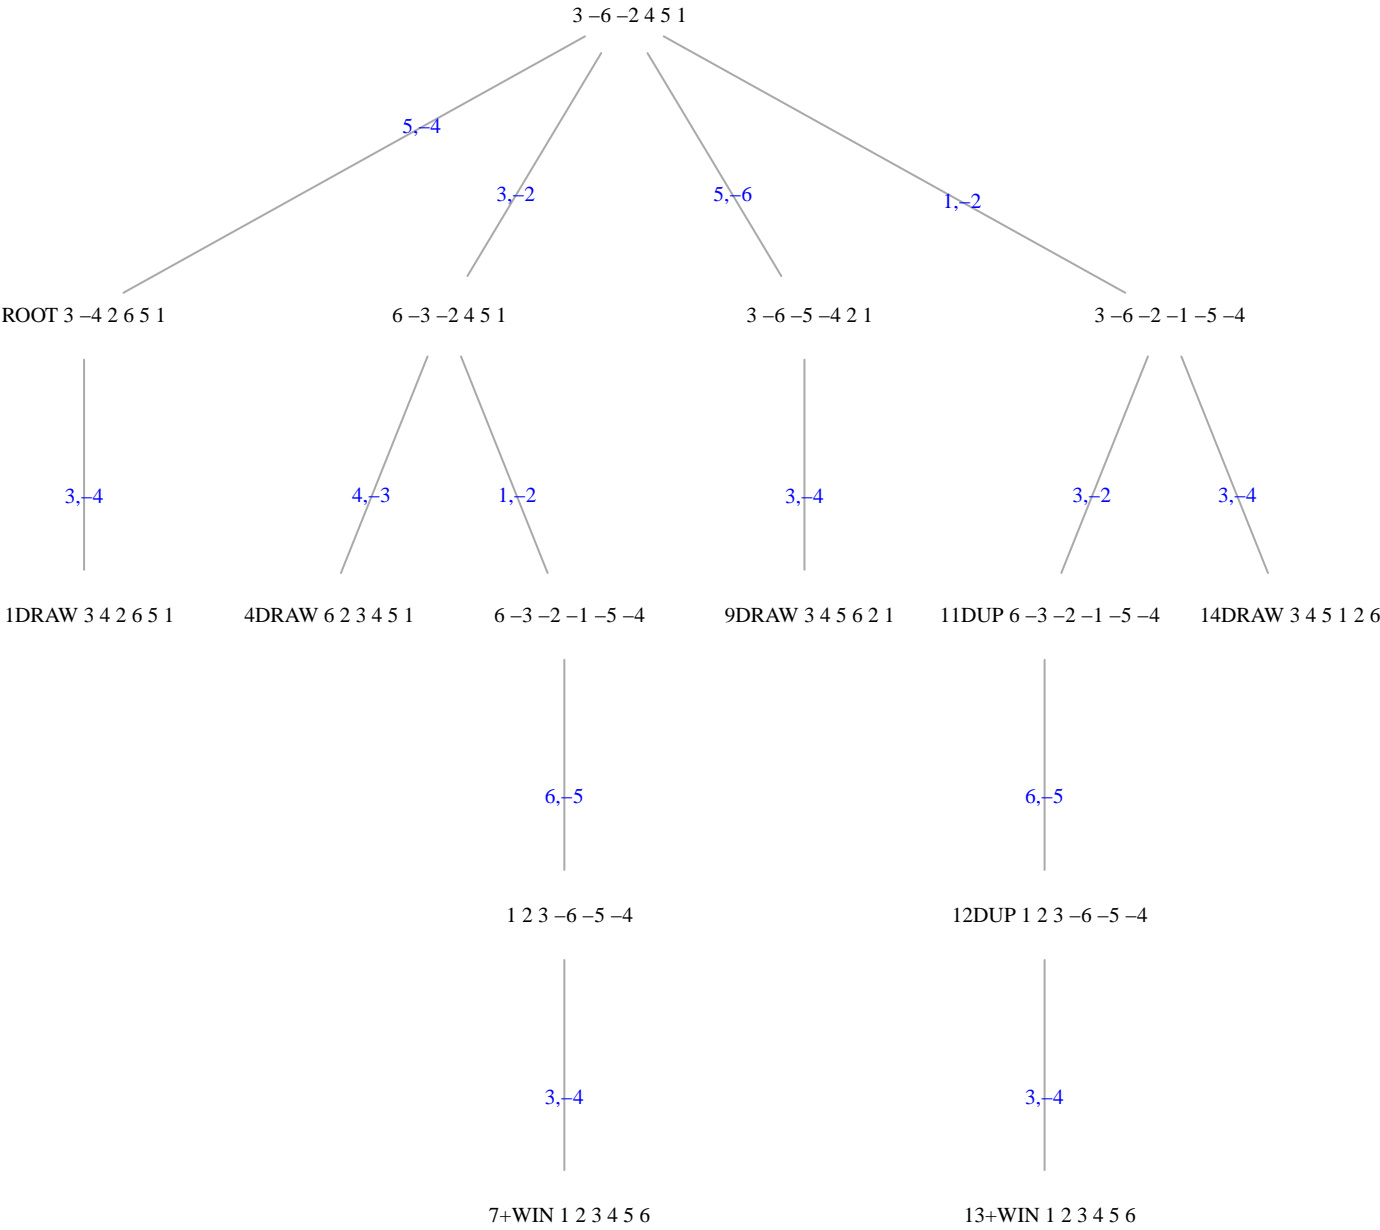 3 –6 –2 4 5 1
5,–4
3,–2
5,–6
1,–2
ROOT 3 –4 2 6 5 1
6 –3 –2 4 5 1
3 –6 –5 –4 2 1
3 –6 –2 –1 –5 –4
3,–4
4,–3
1,–2
3,–4
3,–2
3,–4
1DRAW 3 4 2 6 5 1
4DRAW 6 2 3 4 5 1
6 –3 –2 –1 –5 –4
9DRAW 3 4 5 6 2 1
11DUP 6 –3 –2 –1 –5 –4
14DRAW 3 4 5 1 2 6
6,–5
6,–5
1 2 3 –6 –5 –4
12DUP 1 2 3 –6 –5 –4
3,–4
3,–4
7+WIN 1 2 3 4 5 6
13+WIN 1 2 3 4 5 6